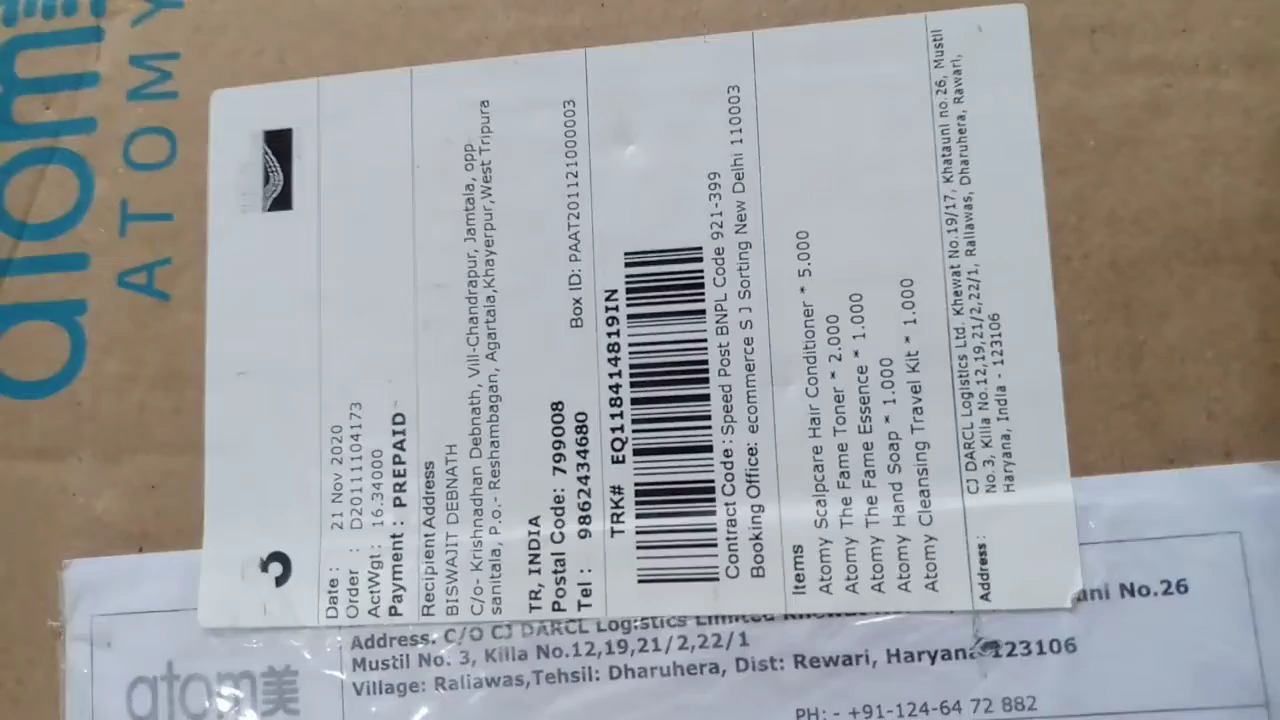 atom美
ATOMY
Date : 21 Nov 2020
Order : D20111104173
ActWgt : 16.34000
Payment : PREPAID
Recipient Address
BISWAJIT DEBNATH
C/o- Krishnadhan Debnath, Vill-Chandrapur, Jamtala, opp.
sanitala, P.o.- Reshambagan, Agartala,Khayerpur,West Tripura
TR, INDIA
Postal Code: 799008
Tel : 9862434680
Box ID: PAAT201121000003
TRK# EQ118414819IN
Contract Code : Speed Post BNPL Code 921-399
Booking Office: ecommerce S J Sorting New Delhi 110003
Items
Atomy Scalpcare Hair Conditioner * 5.000
Atomy The Fame Toner * 2.000
Atomy The Fame Essence * 1.000
Atomy Hand Soap * 1.000
Atomy Cleansing Travel Kit * 1.000
Address : CJ DARCL Logistics Ltd. Khewat No.19/17, Khatauni no.26, Mustil
No. 3, Killa No.12,19,21/2,22/1, Raliawas, Dharuhera, Rawari,
Haryana, India - 123106
atom美
Address: C/O CJ DARCL Logistics Limited
ani No.26
Mustil No. 3, Killa No.12,19,21/2,22/1
Village: Raliawas,Tehsil: Dharuhera, Dist: Rewari, Haryana 123106
PH: - +91-124-64 72 882